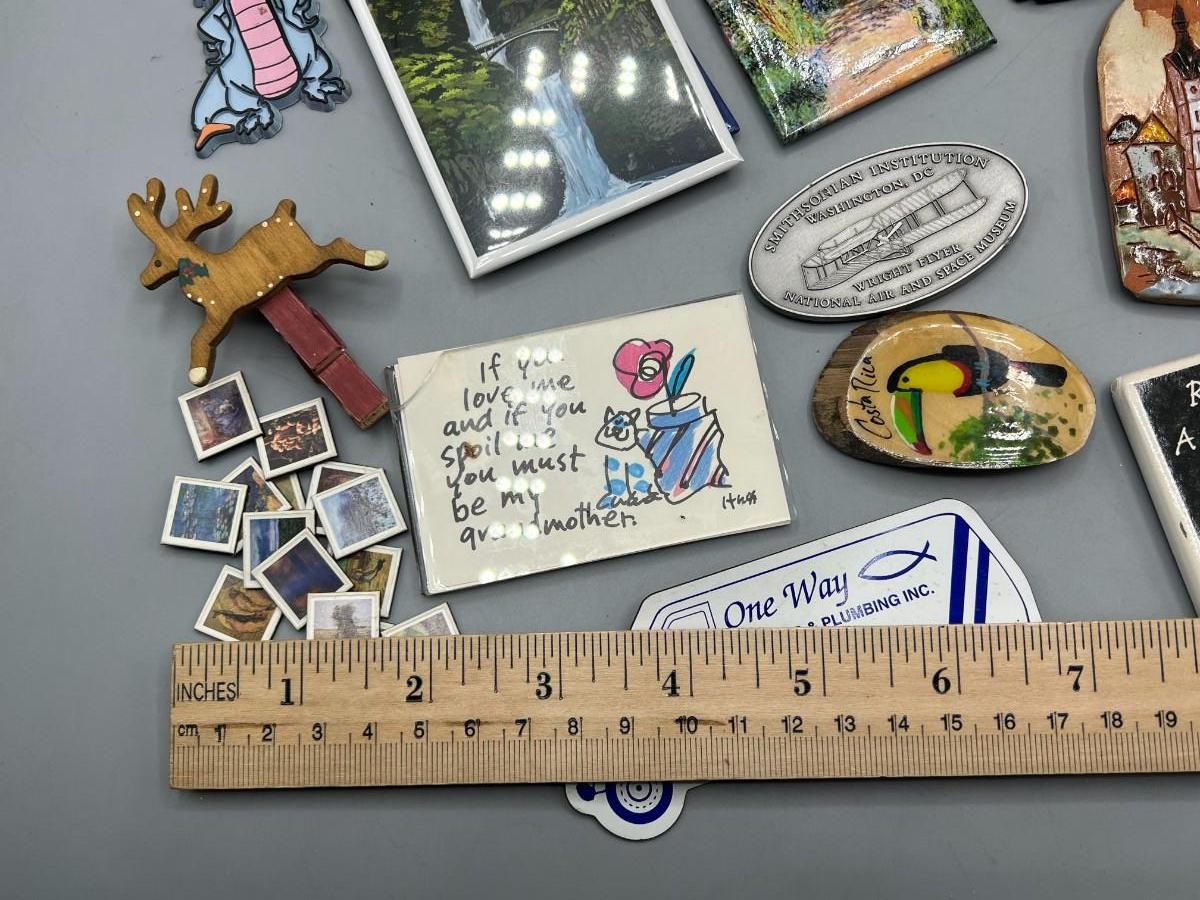 SMITHSORIAN INSTITUTION
WASHINGTON, DC
WRIGHT FLYER
NATIONAL AIR AND SPACE MUSEUM
If you
love me
and if you
spoil me
you must
be my
grandmother.
Costa Rica
R
A
One Way
& PLUMBING INC.
INCHES 1 2 3 4 5 6 7
cm 1 2 3 4 5 6 7 8 9 10 11 12 13 14 15 16 17 18 19